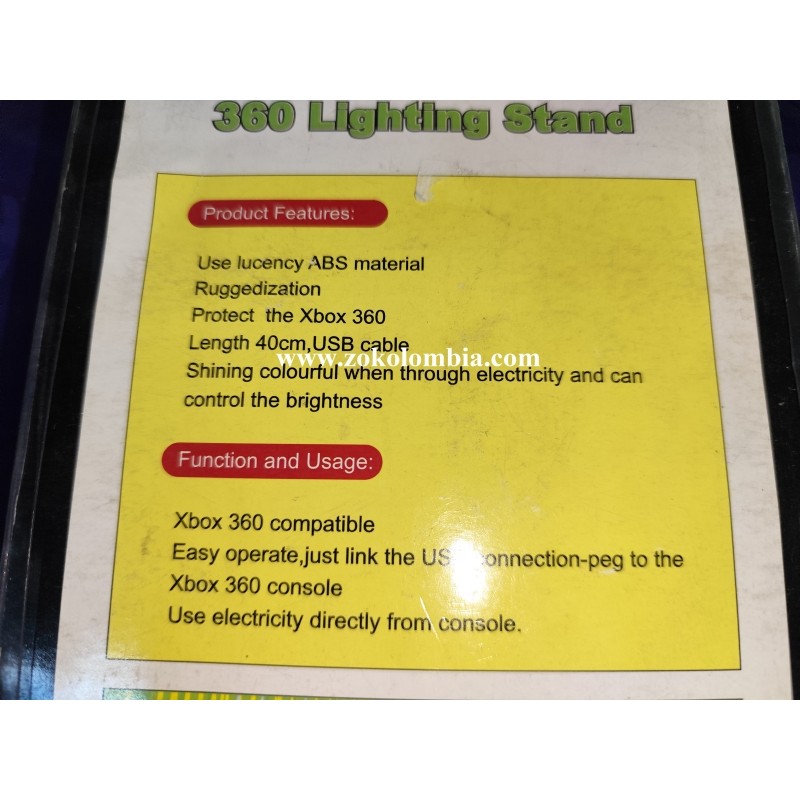 360 Lighting Stand
Product Features:
Use lucency ABS material
Ruggedization
Protect the Xbox 360
Length 40cm,USB cable
www.zokolombia.com
Shining colourful when through electricity and can
control the brightness
Function and Usage:
Xbox 360 compatible
Easy operate,just link the connection-peg to the
Xbox 360 console
Use electricity directly from console.